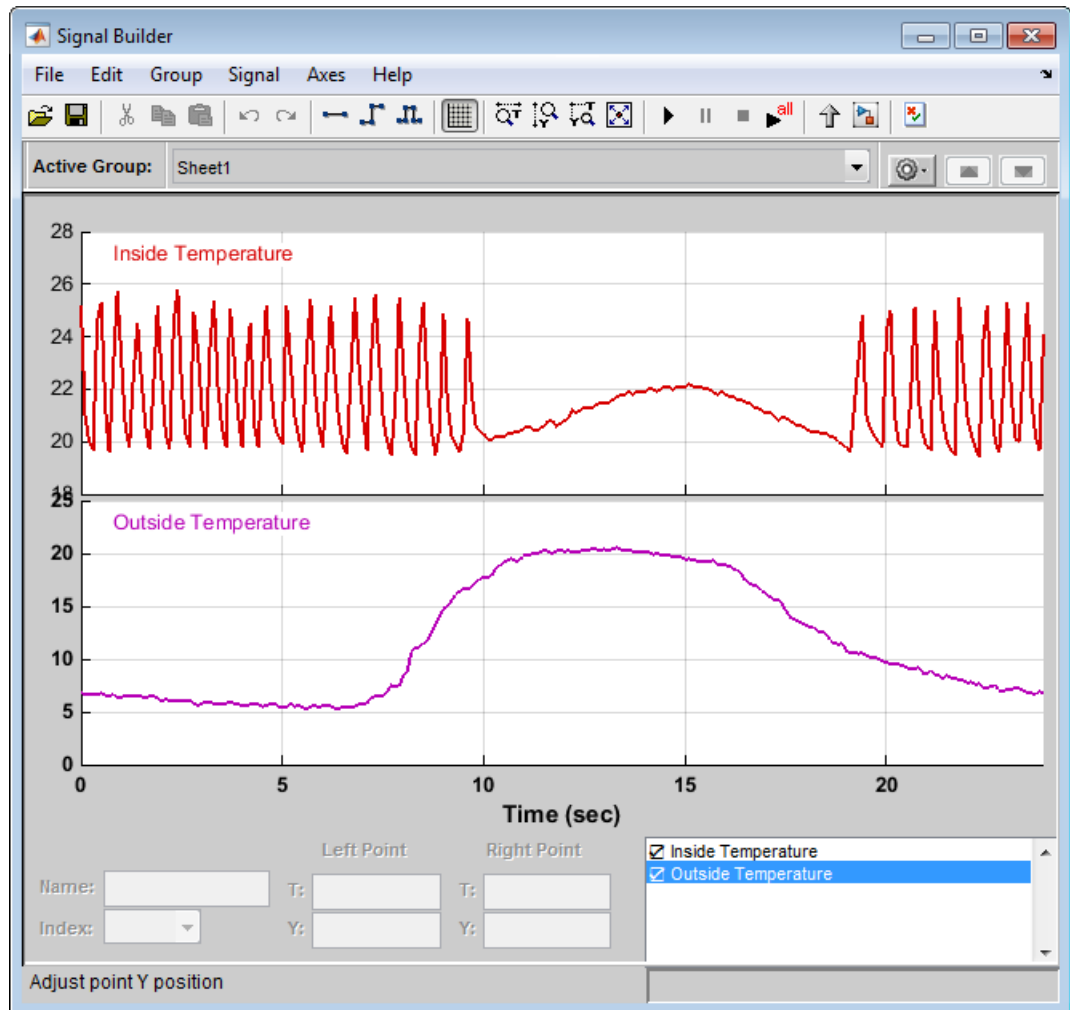 Signal Builder
File Edit Group Signal Axes Help
all
Active Group: Sheet1
28
Inside Temperature
26
24
22
20
18
25
Outside Temperature
20
15
10
5
0
0 5 10 15 20
Time (sec)
Left Point Right Point
Name: T: T:
Index: Y: Y:
Inside Temperature
Outside Temperature
Adjust point Y position